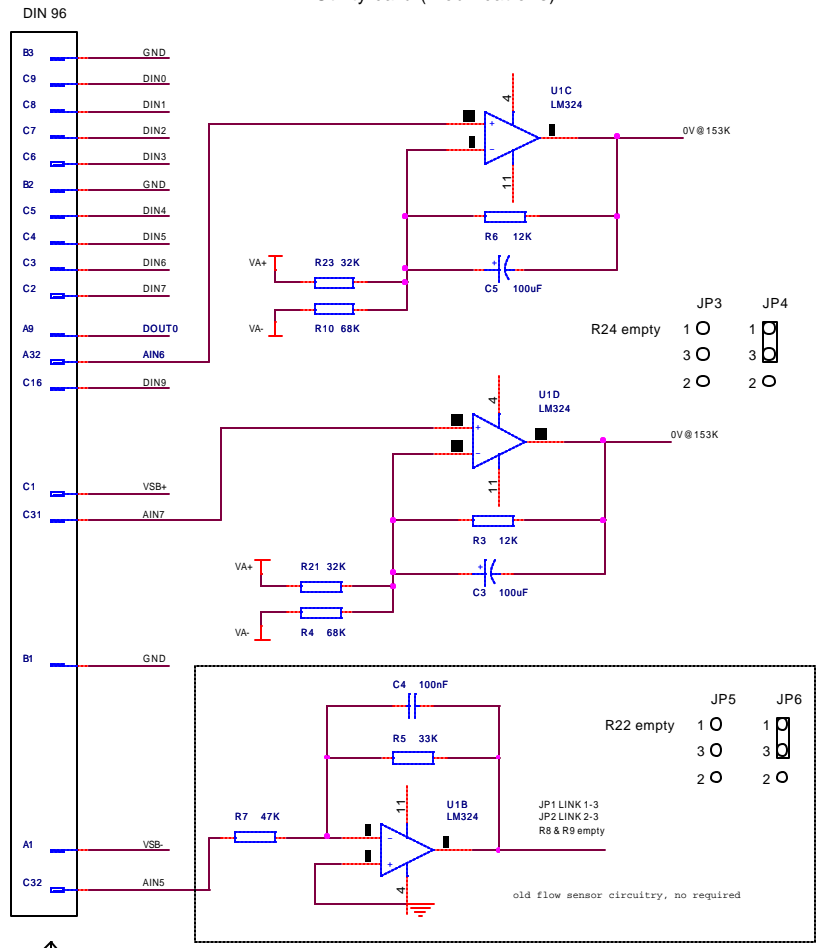 DIN 96
B3 GND
C9 DIN0
C8 DIN1
C7 DIN2
C6 DIN3
B2 GND
C5 DIN4
C4 DIN5
C3 DIN6
C2 DIN7
A9 DOUT0
A32 AIN6
C16 DIN9
4
U1C
LM324
+
-
11
0V@153K
R6 12K
+
C5 100uF
VA+
R23 32K
VA-
R10 68K
R24 empty
JP3 JP4
1 1
3 3
2 2
C1 VSB+
C31 AIN7
4
U1D
LM324
+
-
11
0V@153K
R3 12K
+
C3 100uF
VA+
R21 32K
VA-
R4 68K
B1 GND
C4 100nF
R5 33K
R22 empty
JP5 JP6
1 1
3 3
2 2
R7 47K
11
U1B
LM324
-
+
4
JP1 LINK 1-3
JP2 LINK 2-3
R8 & R9 empty
A1 VSB-
C32 AIN5
old flow sensor circuitry, no required